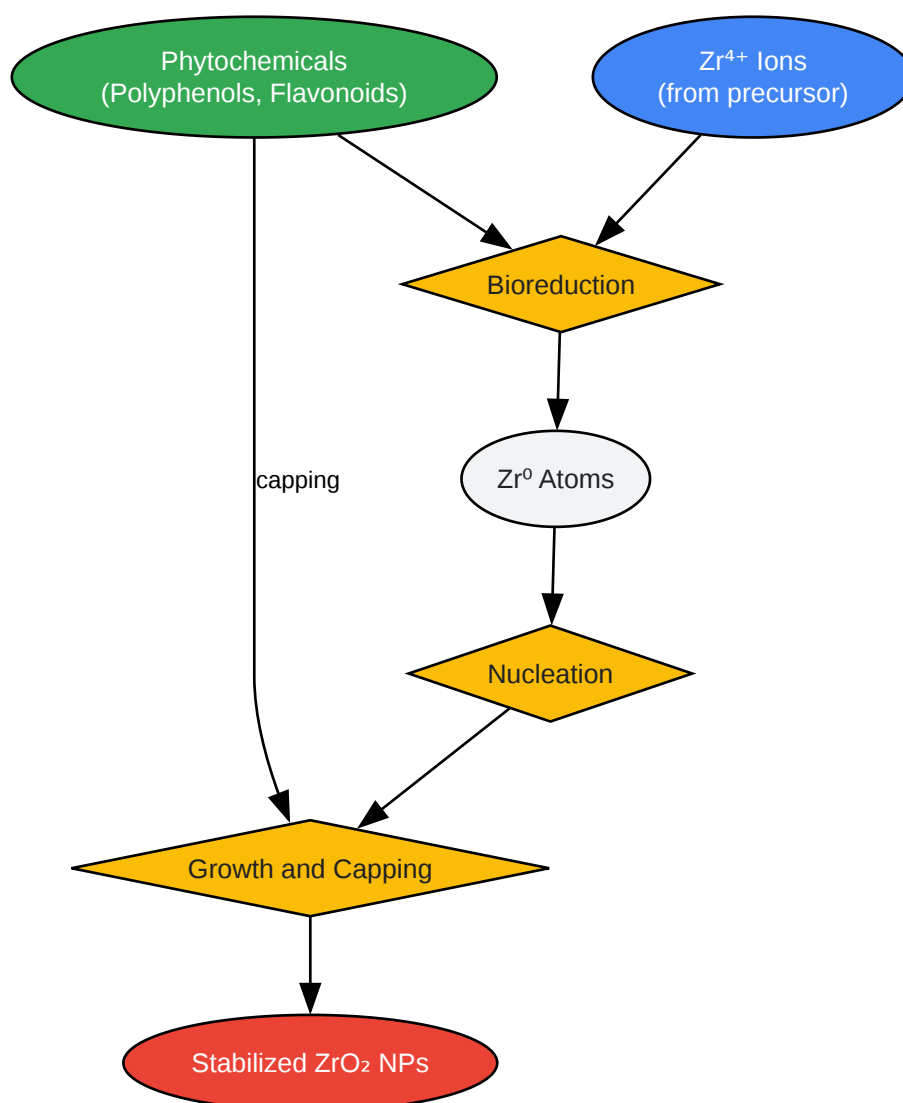 Phytochemicals
(Polyphenols, Flavonoids)
Zr⁴⁺ Ions
(from precursor)
Bioreduction
Zr⁰ Atoms
capping
Nucleation
Growth and Capping
Stabilized ZrO₂ NPs